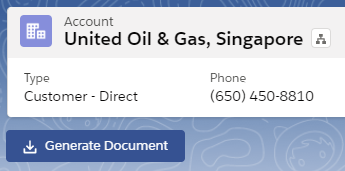 Account
United Oil & Gas, Singapore
Type
Phone
Customer - Direct
(650) 450-8810
Generate Document